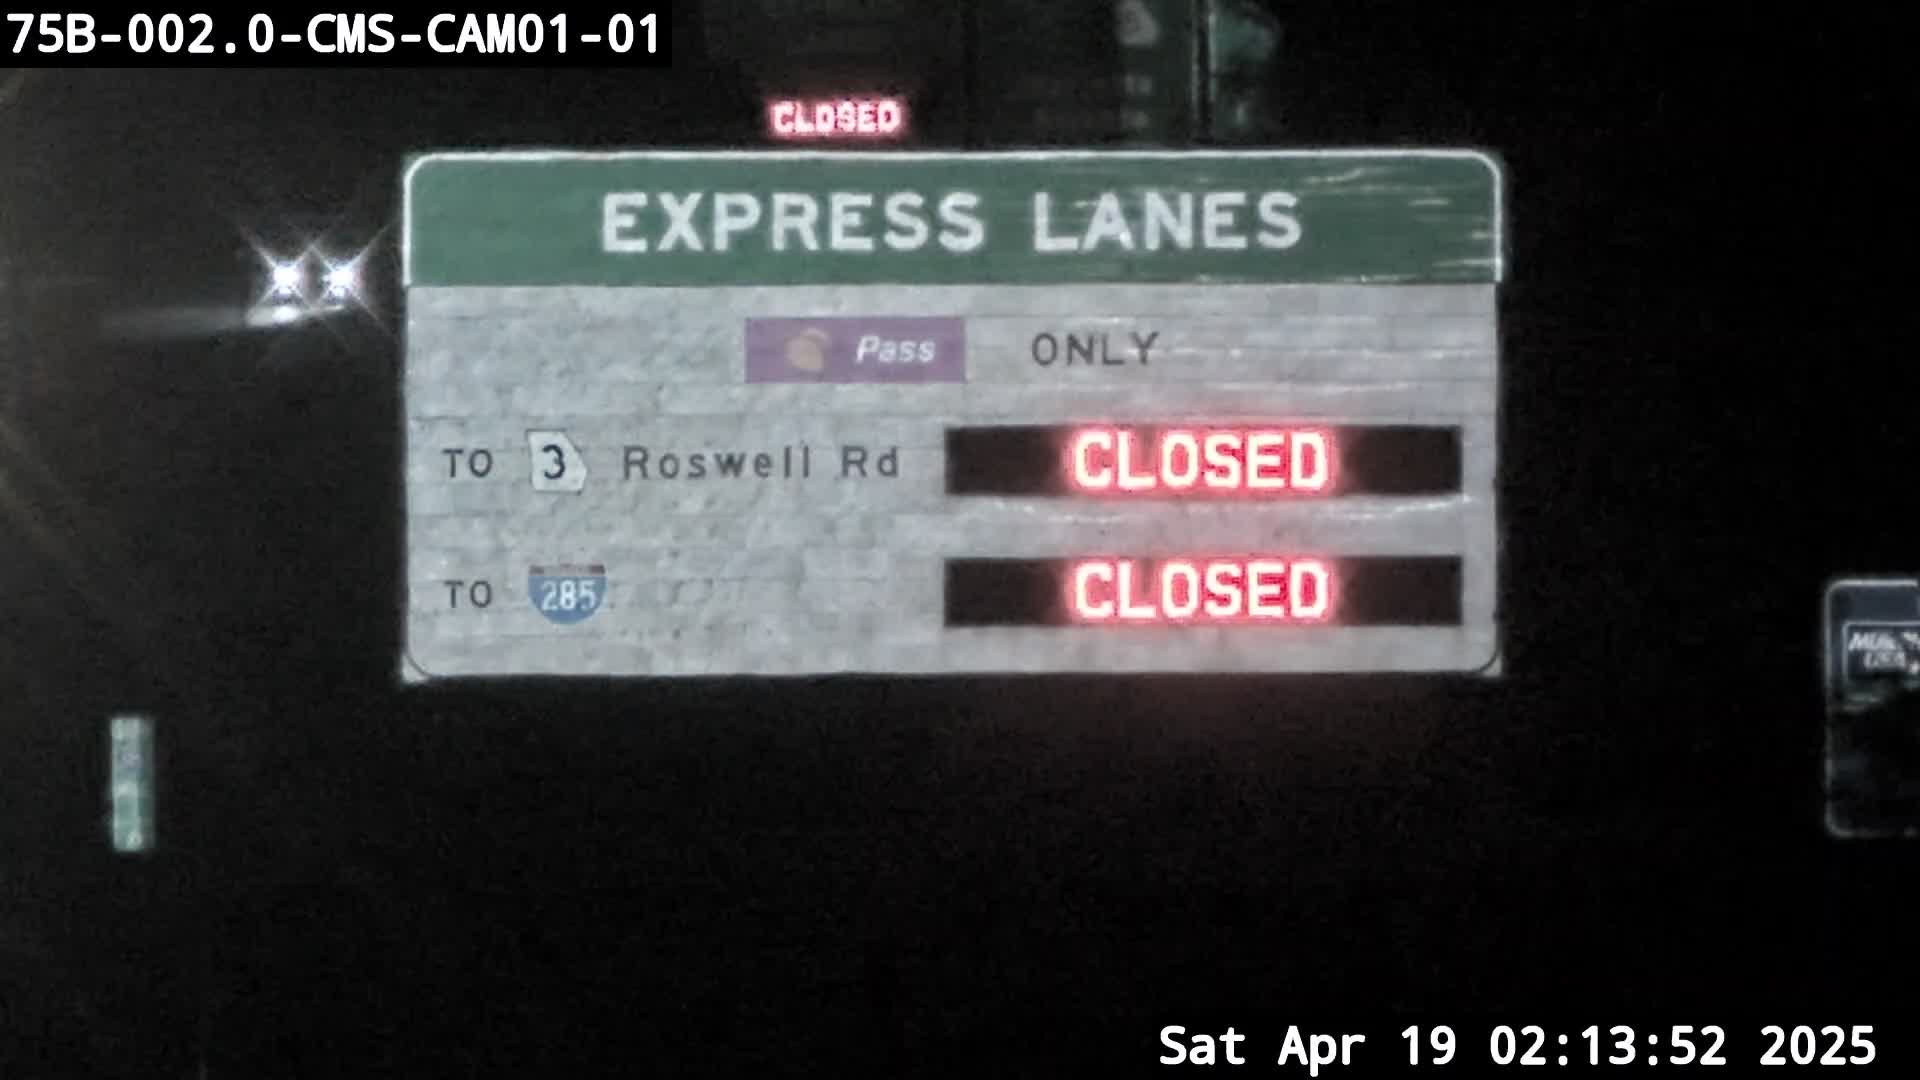 75B-002.0-CMS-CAM01-01
CLOSED
EXPRESS LANES
Pass ONLY
TO 3 Roswell Rd CLOSED
TO 285 CLOSED
Sat Apr 19 02:13:52 2025